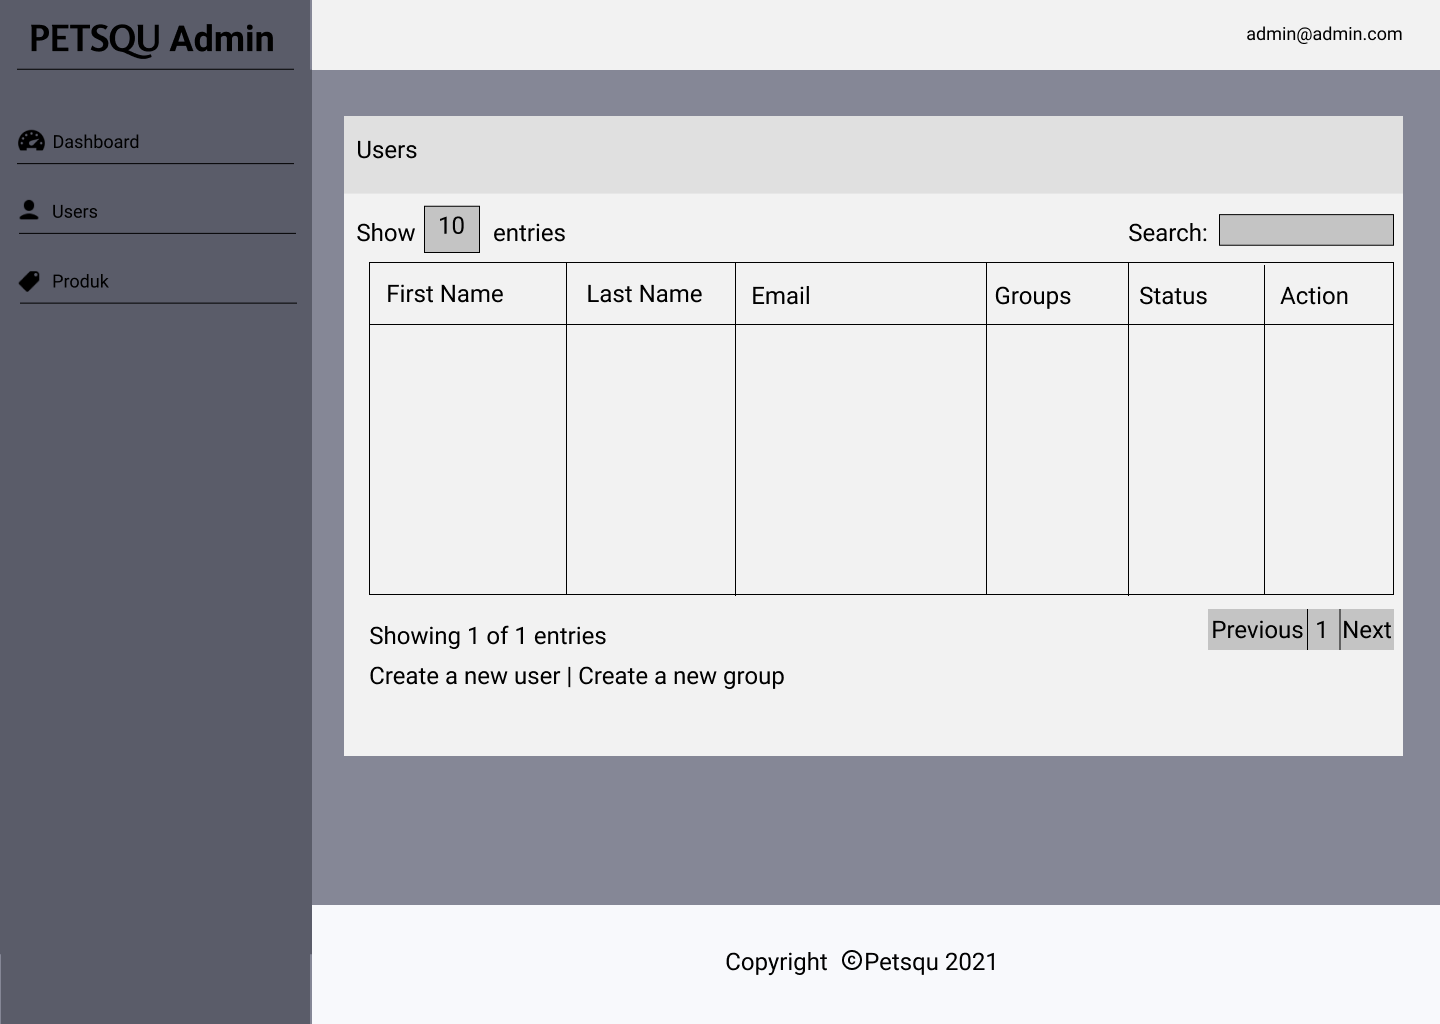 PETSQU Admin
admin@admin.com
Dashboard
Users
Produk
Users
Show 10 entries
Search:
First Name Last Name Email Groups Status Action
Showing 1 of 1 entries
Previous 1 Next
Create a new user | Create a new group
Copyright ©Petsqu 2021